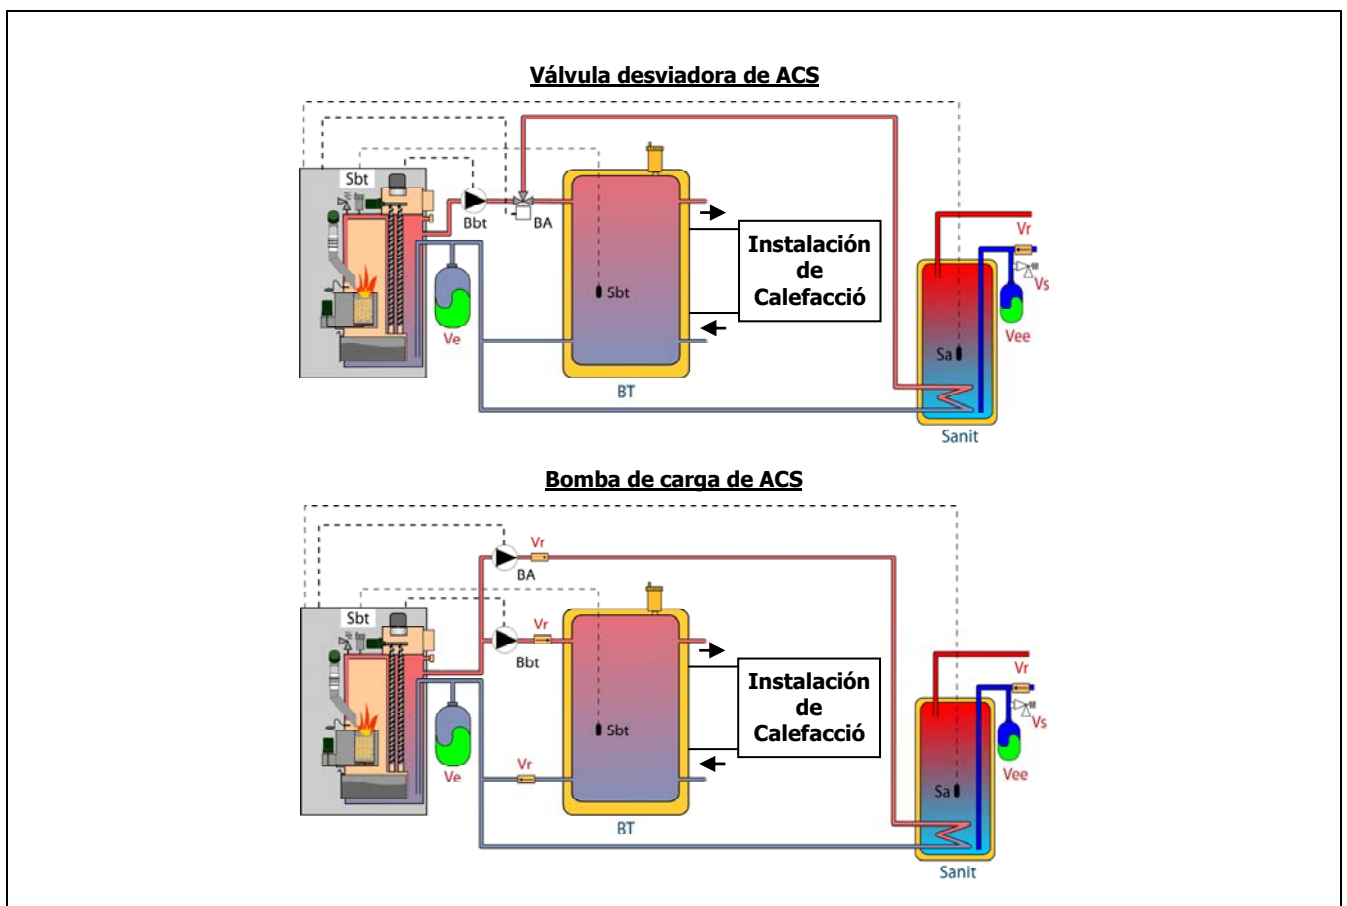 Válvula desviadora de ACS
Sbt
Bbt
BA
Sbt
Instalación
de
Calefacció
Vr
Vs
Ve
Vee
Sa
BT
Sanit
Bomba de carga de ACS
Vr
BA
Sbt
Vr
Bbt
Instalación
de
Calefacció
Vr
Sbt
Vs
Vr
Ve
Vee
Sa
BT
Sanit